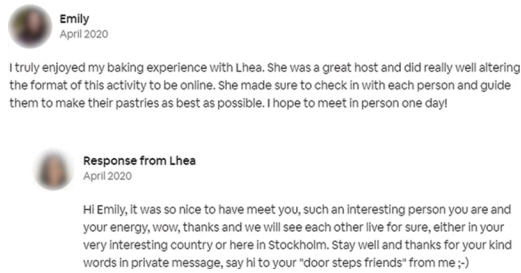 Emily
April 2020
I truly enjoyed my baking experience with Lhea. She was a great host and did really well altering
the format of this activity to be online. She made sure to check in with each person and guide
them to make their pastries as best as possible. I hope to meet in person one day!
Response from Lhea
April 2020
Hi Emily, it was so nice to have meet you, such an interesting person you are and
your energy, wow, thanks and we will see each other live for sure, either in your
very interesting country or here in Stockholm. Stay well and thanks for your kind
words in private message, say hi to your "door steps friends" from me ;-)